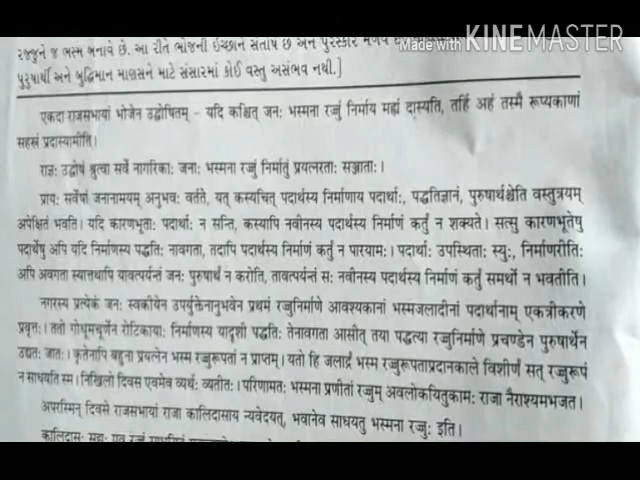 રજ્જુને જ ભસ્મ બનાવે છે. આ રીતે ભોજની ઇચ્છાને સંતોષે છે અને પુરસ્કાર
Made with KINEMASTER
પુરુષાર્થી અને બુદ્ધિમાન માણસને માટે સંસારમાં કોઈ વસ્તુ અસંભવ નથી.]
एकदा राजसभायां भोजेन उद्घोषितम् – यदि कश्चित् जनः भस्मना रज्जुं निर्माय मह्यं दास्यति, तर्हि अहं तस्मै रूप्यकाणां
सहस्रं प्रदास्यामीति।
राज्ञः उद्घोषं श्रुत्वा सर्वे नागरिकाः जनाः भस्मना रज्जुं निर्मातुं प्रयत्नरताः सञ्जाताः।
प्रायः सर्वेषां जनानामयम् अनुभवः वर्तते, यत् कस्यचित् पदार्थस्य निर्माणाय पदार्थाः, पद्धतिज्ञानं, पुरुषार्थश्चेति वस्तुत्रयम्
अपेक्षितं भवति। यदि कारणभूताः पदार्थाः न सन्ति, कस्यापि नवीनस्य पदार्थस्य निर्माणं कर्तुं न शक्यते। सत्सु कारणभूतेषु
पदार्थेषु अपि यदि निर्माणस्य पद्धतिः नावगता, तदापि पदार्थस्य निर्माणं कर्तुं न पारयामः। पदार्थाः उपस्थिताः स्युः, निर्माणरीतिः
अपि अवगता स्यात्तथापि यावत्पर्यन्तं जनः पुरुषार्थं न करोति, तावत्पर्यन्तं सः नवीनस्य पदार्थस्य निर्माणं कर्तुं समर्थो न भवतीति।
नगरस्य प्रत्येकं जनः स्वकीयेन उपर्युक्तेनानुभवेन प्रथमं रज्जुनिर्माणे आवश्यकानां भस्मजलादीनां पदार्थानाम् एकत्रीकरणे
प्रवृत्तः। ततो गोधूमचूर्णेन रोटिकायाः निर्माणस्य यादृशी पद्धतिः तेनावगता आसीत् तया पद्धत्या रज्जुनिर्माणे प्रचण्डेन पुरुषार्थेन
उद्यतः जातः। कृतेनापि बहुना प्रयत्नेन भस्म रज्जुरूपतां न प्राप्तम्। यतो हि जलार्द्रं भस्म रज्जुरूपताप्रदानकाले विशीर्णं सत् रज्जुरूपं
न साधयति स्म। निखिलो दिवस एवमेव व्यर्थः व्यतीतः। परिणामतः भस्मना प्रणीतां रज्जुम् अवलोकयितुकामः राजा नैराश्यमभजत।
अपरस्मिन् दिवसे राजसभायां राजा कालिदासाय न्यवेदयत्, भवानेव साधयतु भस्मना रज्जुः इति।
कालिदासः सद्यः एव रज्जुं